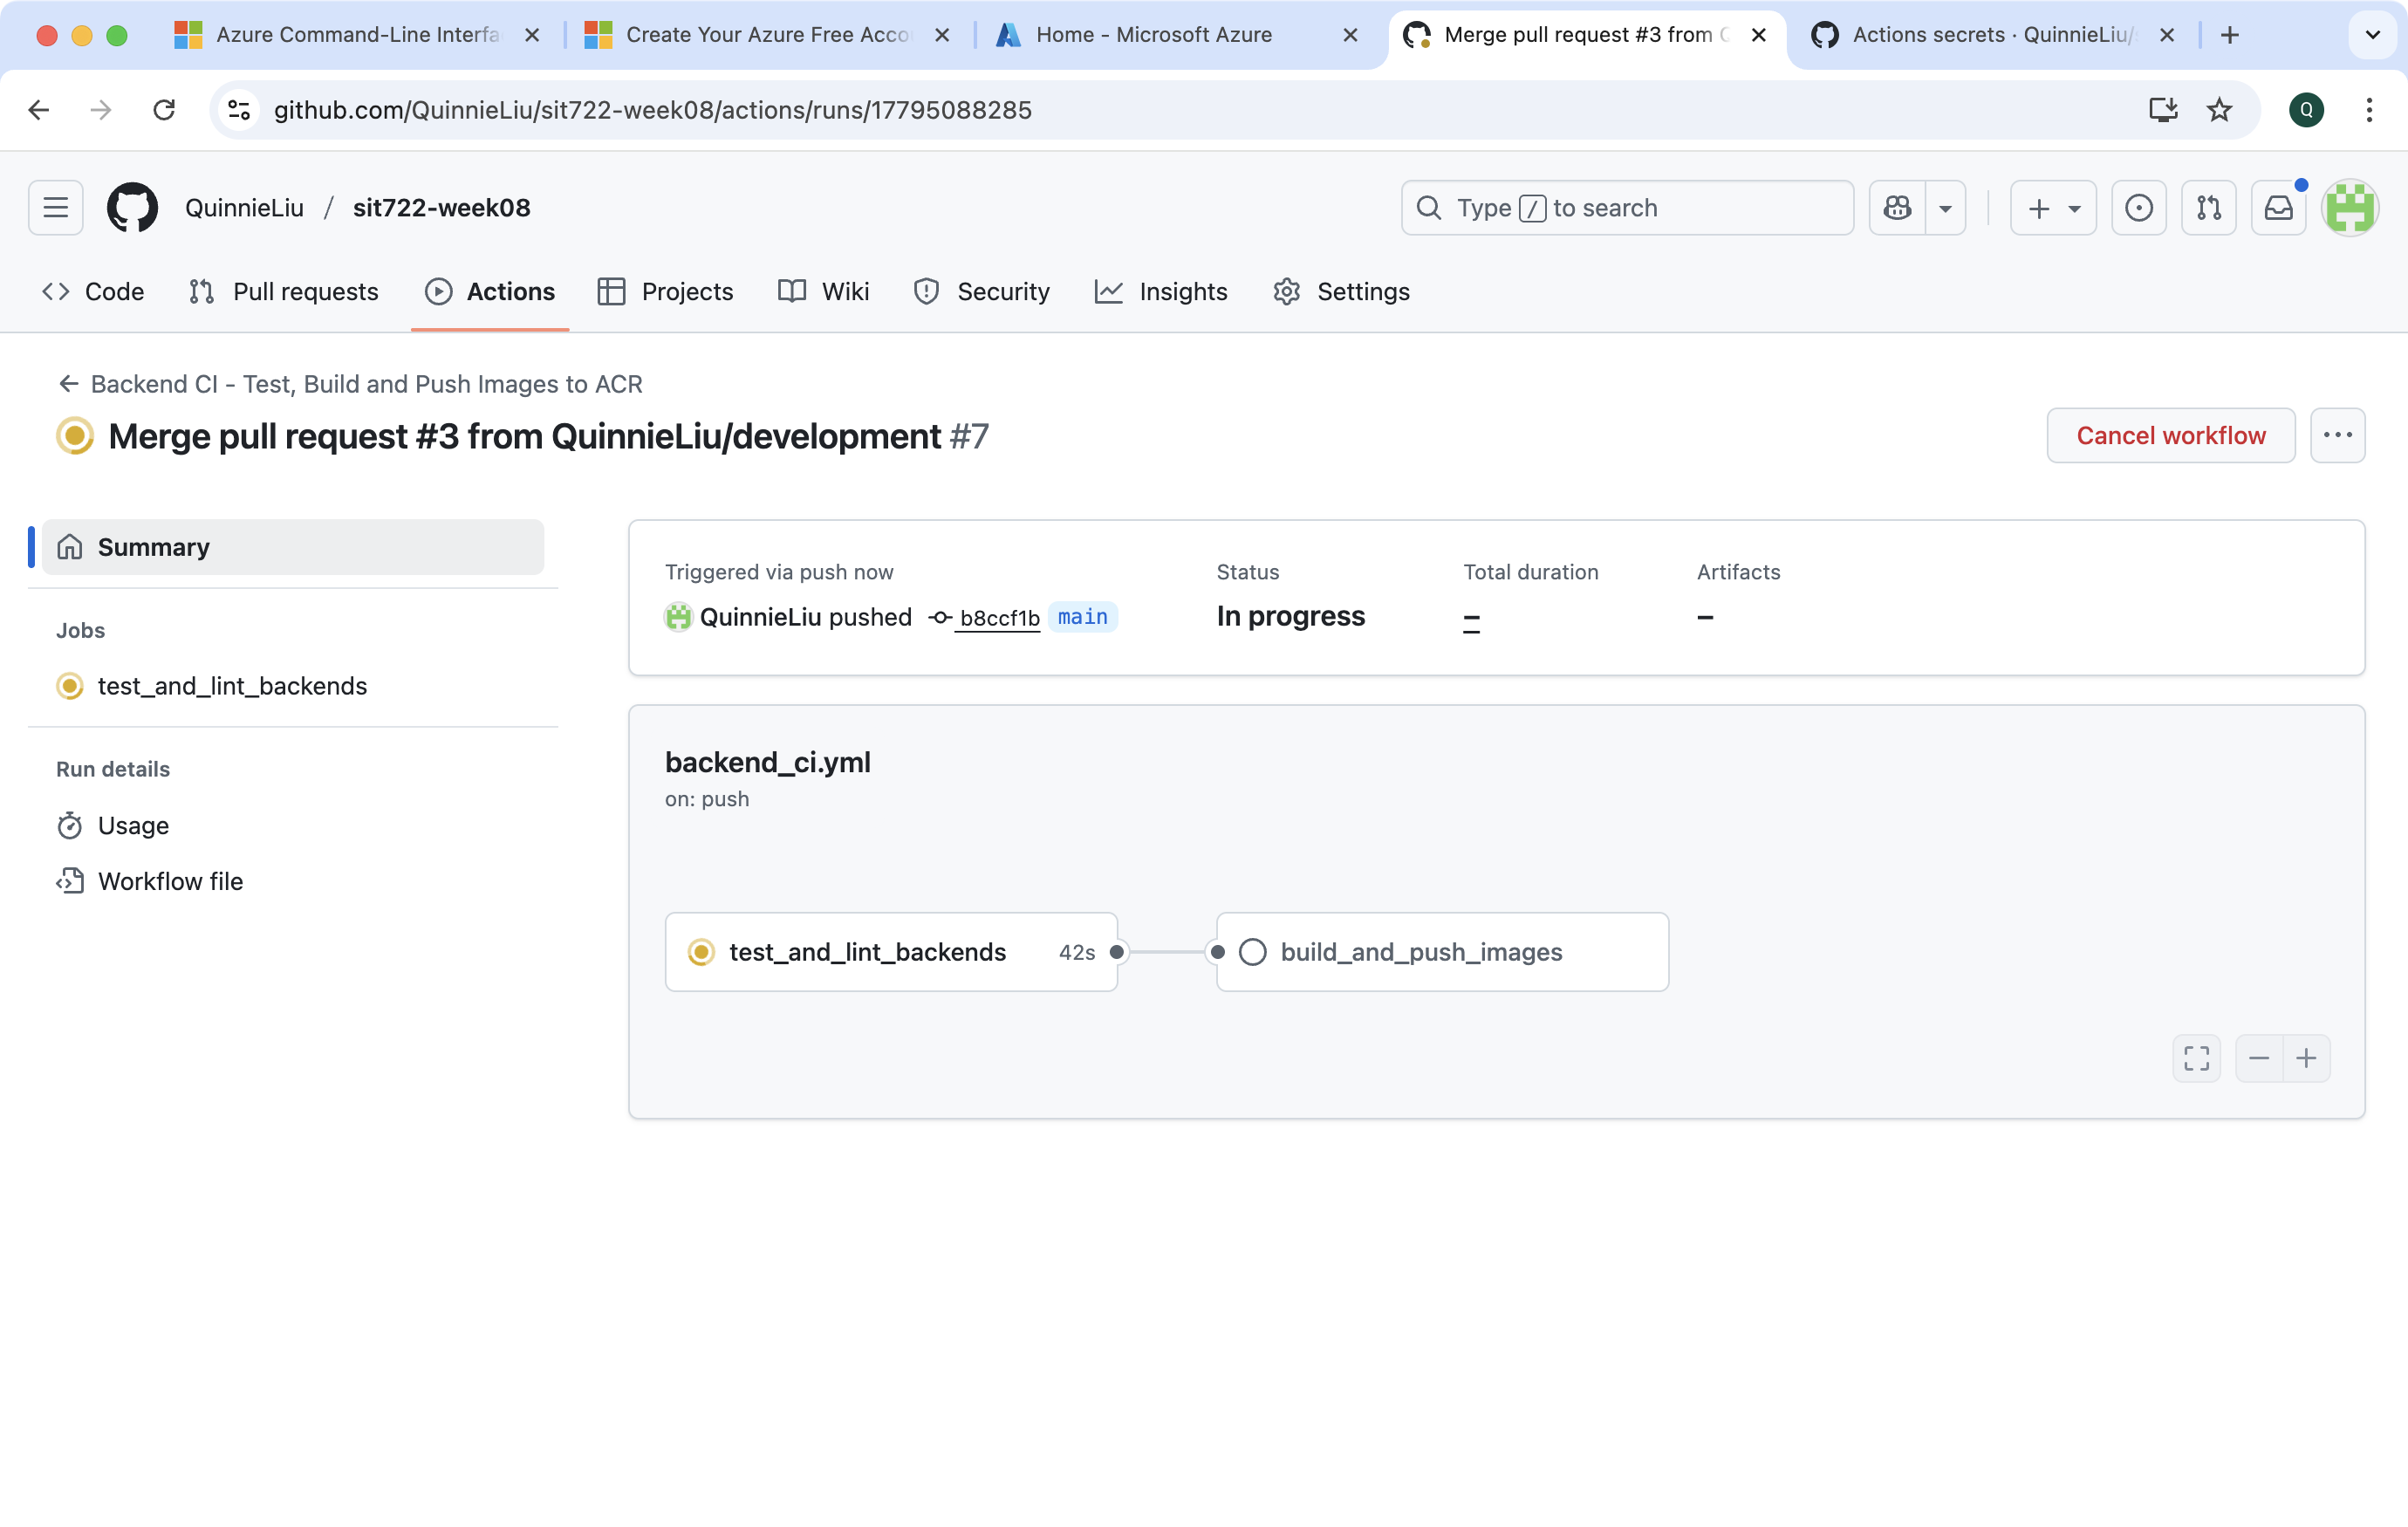 Azure Command-Line Interfa
Create Your Azure Free Acco
Home - Microsoft Azure
Merge pull request #3 from
Actions secrets · QuinnieLiu/
github.com/QuinnieLiu/sit722-week08/actions/runs/17795088285
Q
QuinnieLiu / sit722-week08
Type / to search
Code
Pull requests
Actions
Projects
Wiki
Security
Insights
Settings
Backend CI - Test, Build and Push Images to ACR
Merge pull request #3 from QuinnieLiu/development #7
Cancel workflow
Summary
Jobs
test_and_lint_backends
Run details
Usage
Workflow file
Triggered via push now
QuinnieLiu pushed b8ccf1b main
Status
In progress
Total duration
–
Artifacts
–
backend_ci.yml
on: push
test_and_lint_backends 42s
build_and_push_images